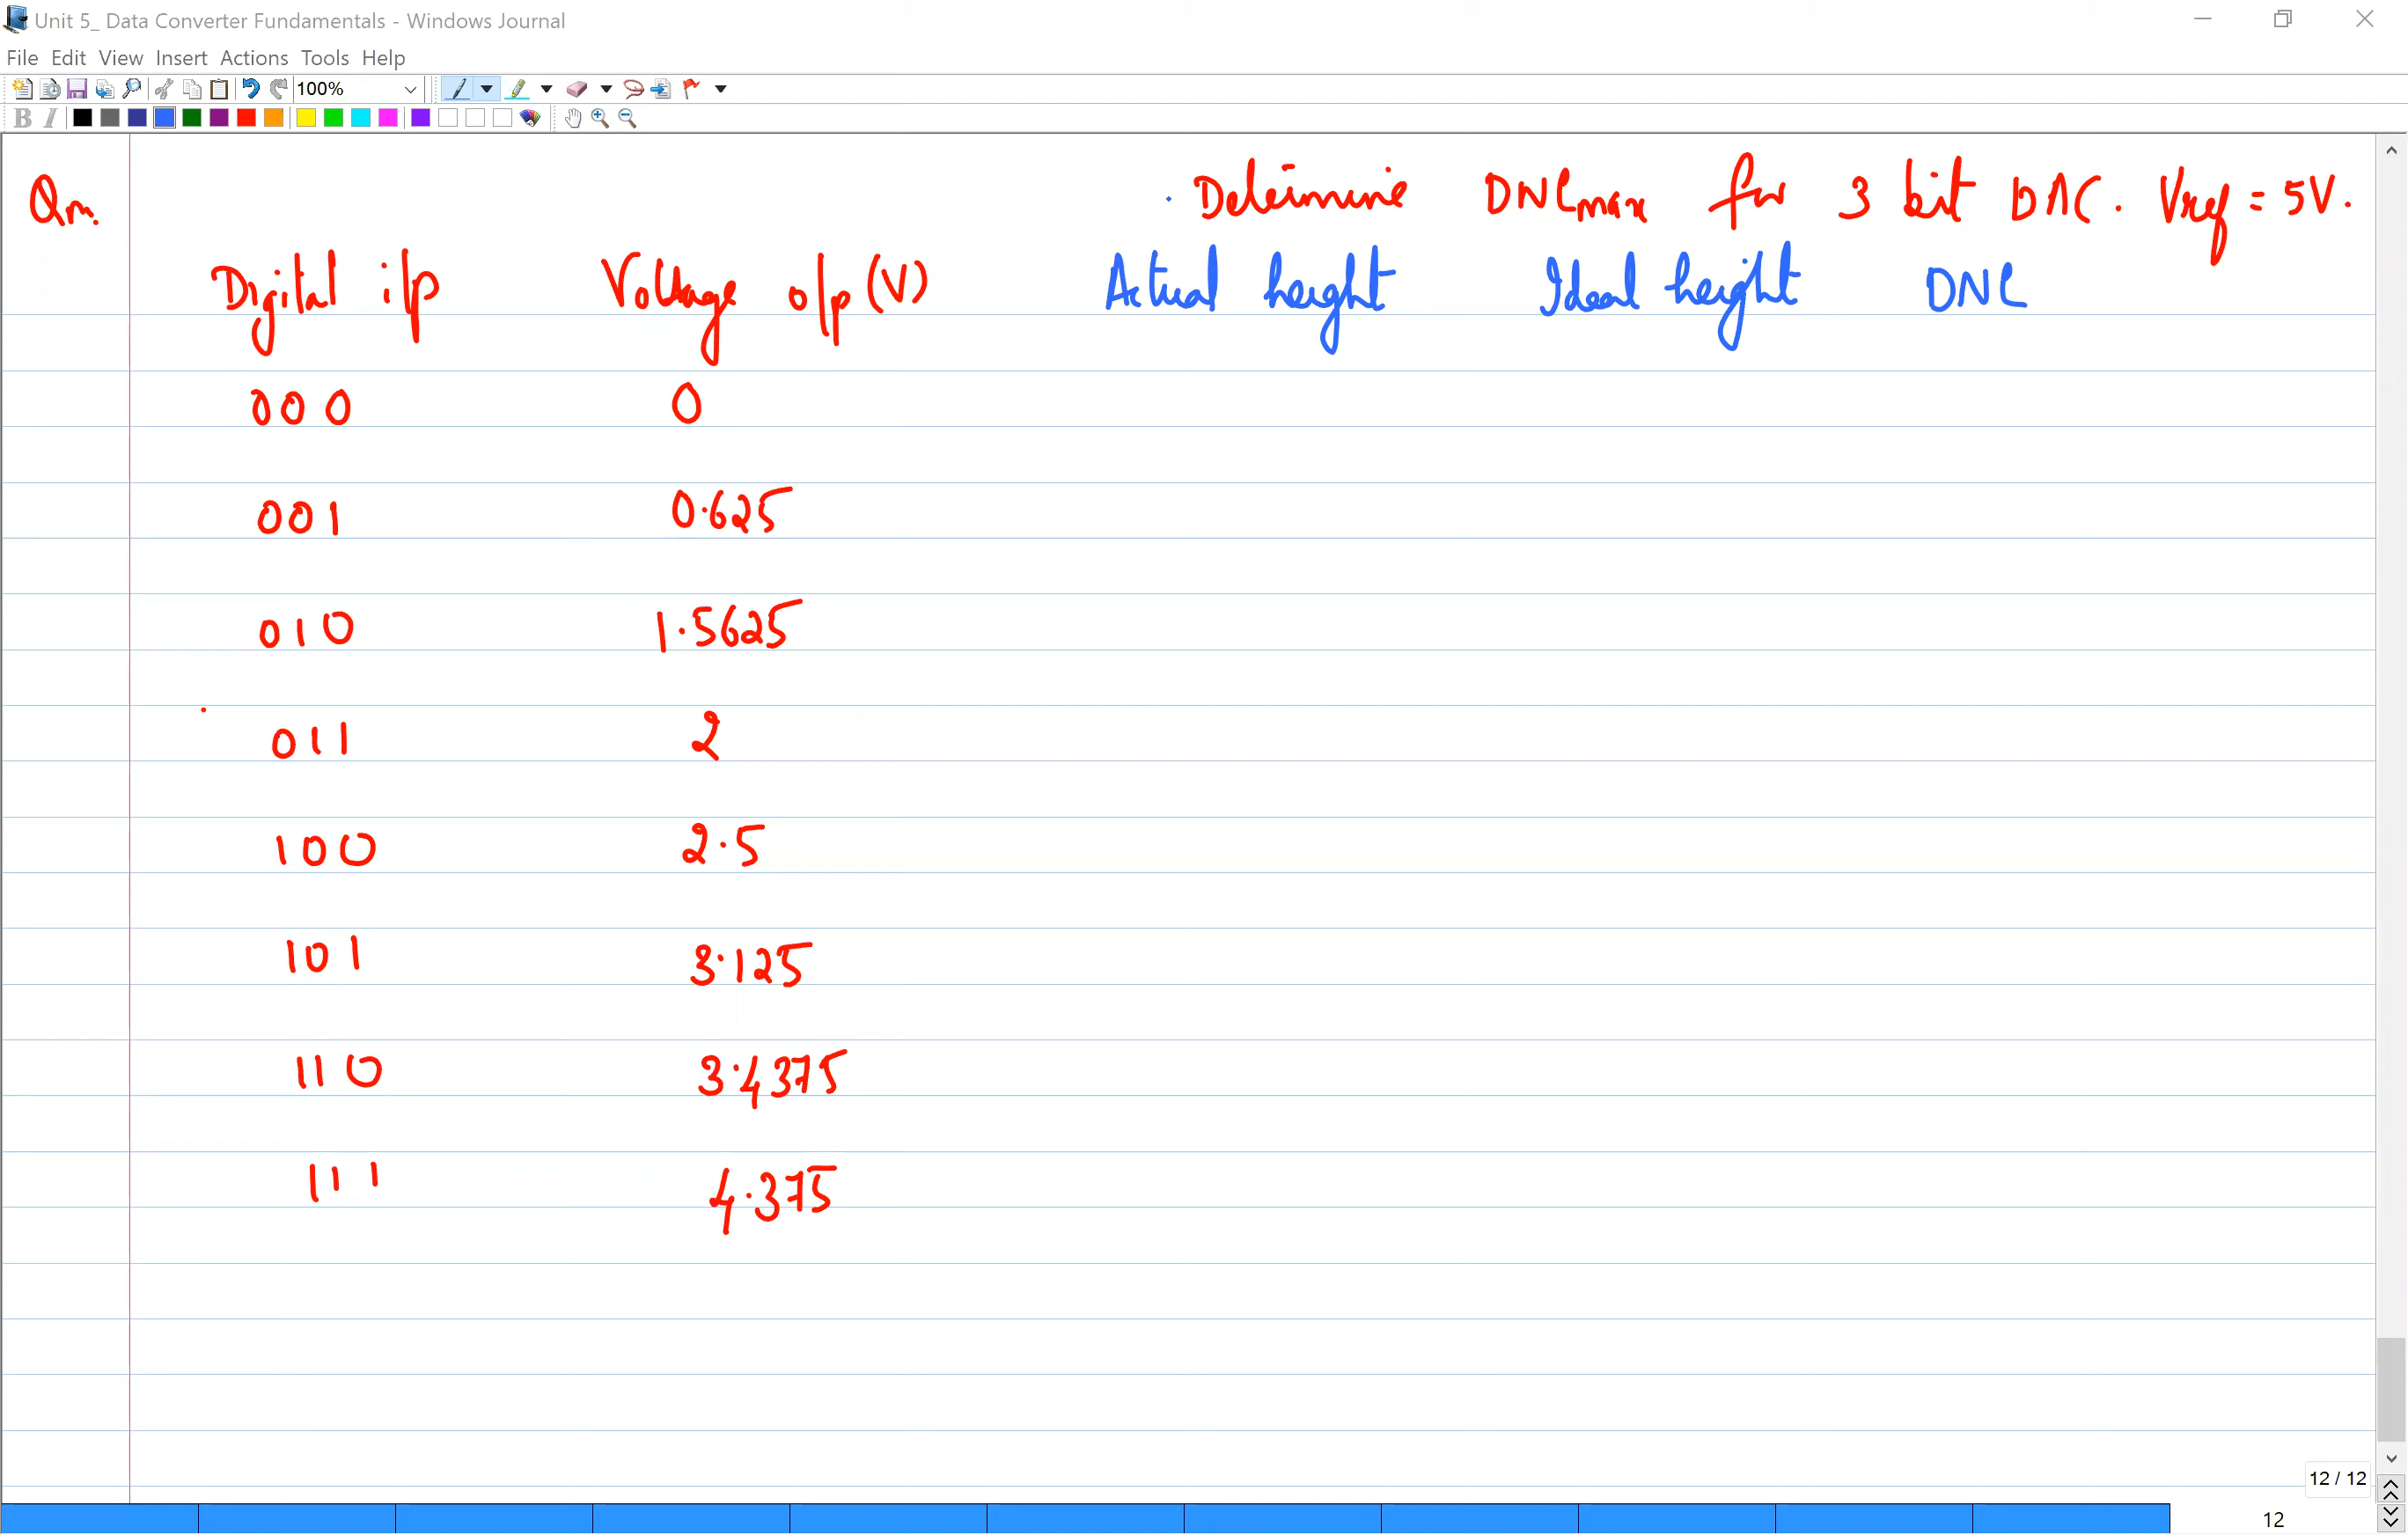 Unit 5_ Data Converter Fundamentals - Windows Journal
File Edit View Insert Actions Tools Help
100%
B I
Qn. Determine DNLmax for 3 bit DAC. Vref = 5V.
Digital i/p Voltage o/p (V) Actual height Ideal height DNL
000 0
001 0.625
010 1.5625
011 2
100 2.5
101 3.125
110 3.4375
111 4.375
12 / 12
12